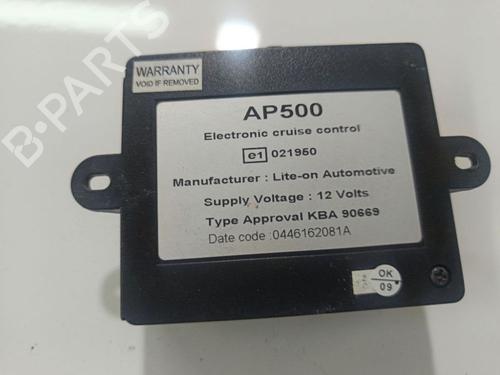 WARRANTY
VOID IF REMOVED
AP500
Electronic cruise control
e1 021950
Manufacturer : Lite-on Automotive
Supply Voltage : 12 Volts
Type Approval KBA 90669
Date code :0446162081A
OK
09
B-PARTS